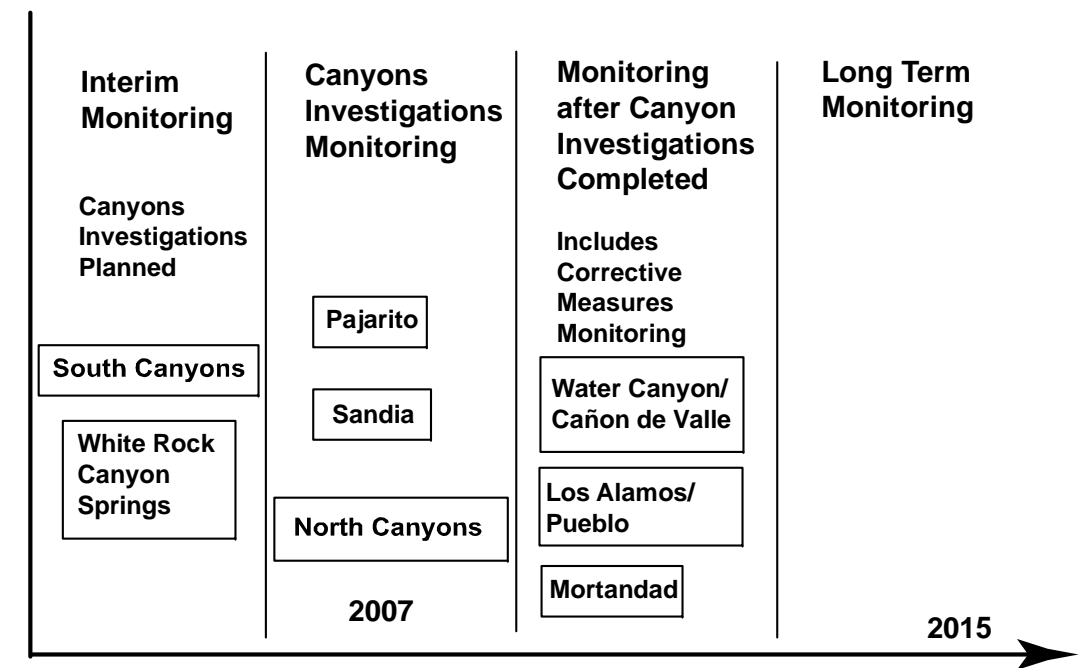 Interim
Monitoring
Canyons
Investigations
Planned
South Canyons
White Rock
Canyon
Springs
Canyons
Investigations
Monitoring
Pajarito
Sandia
North Canyons
2007
Monitoring
after Canyon
Investigations
Completed
Includes
Corrective
Measures
Monitoring
Water Canyon/
Cañon de Valle
Los Alamos/
Pueblo
Mortandad
Long Term
Monitoring
2015